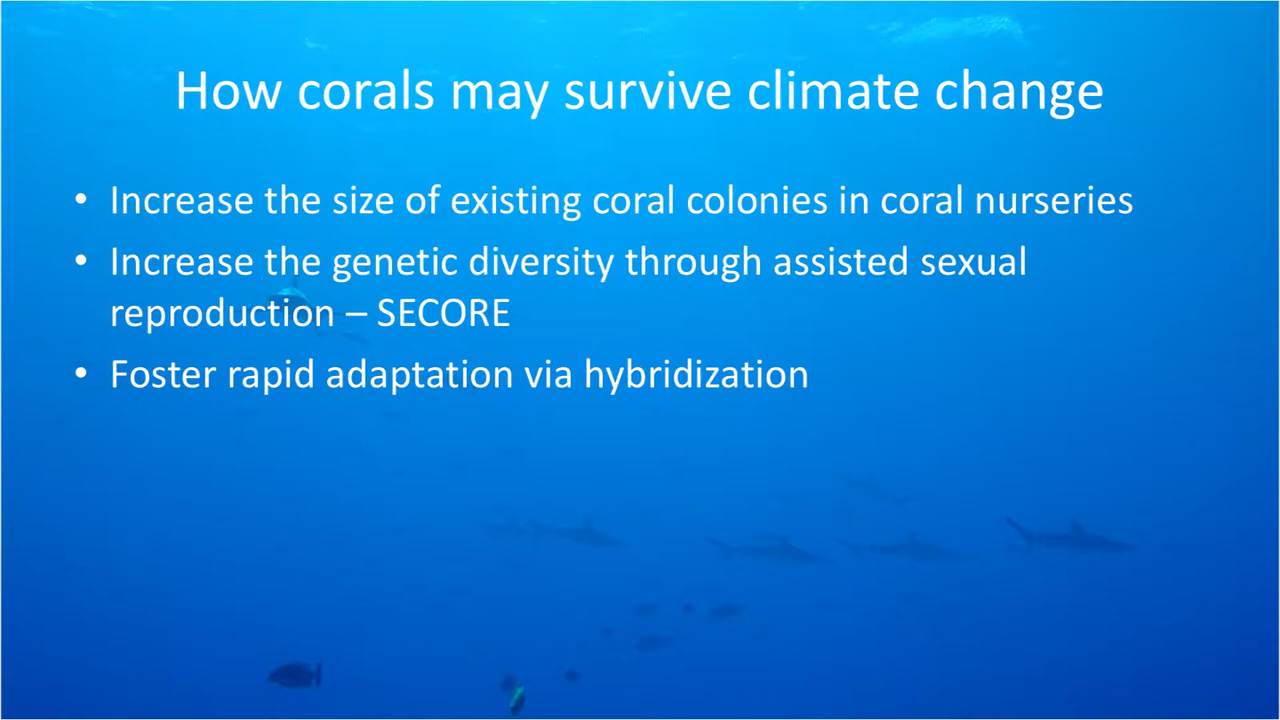 How corals may survive climate change
• Increase the size of existing coral colonies in coral nurseries
• Increase the genetic diversity through assisted sexual
reproduction – SECORE
• Foster rapid adaptation via hybridization